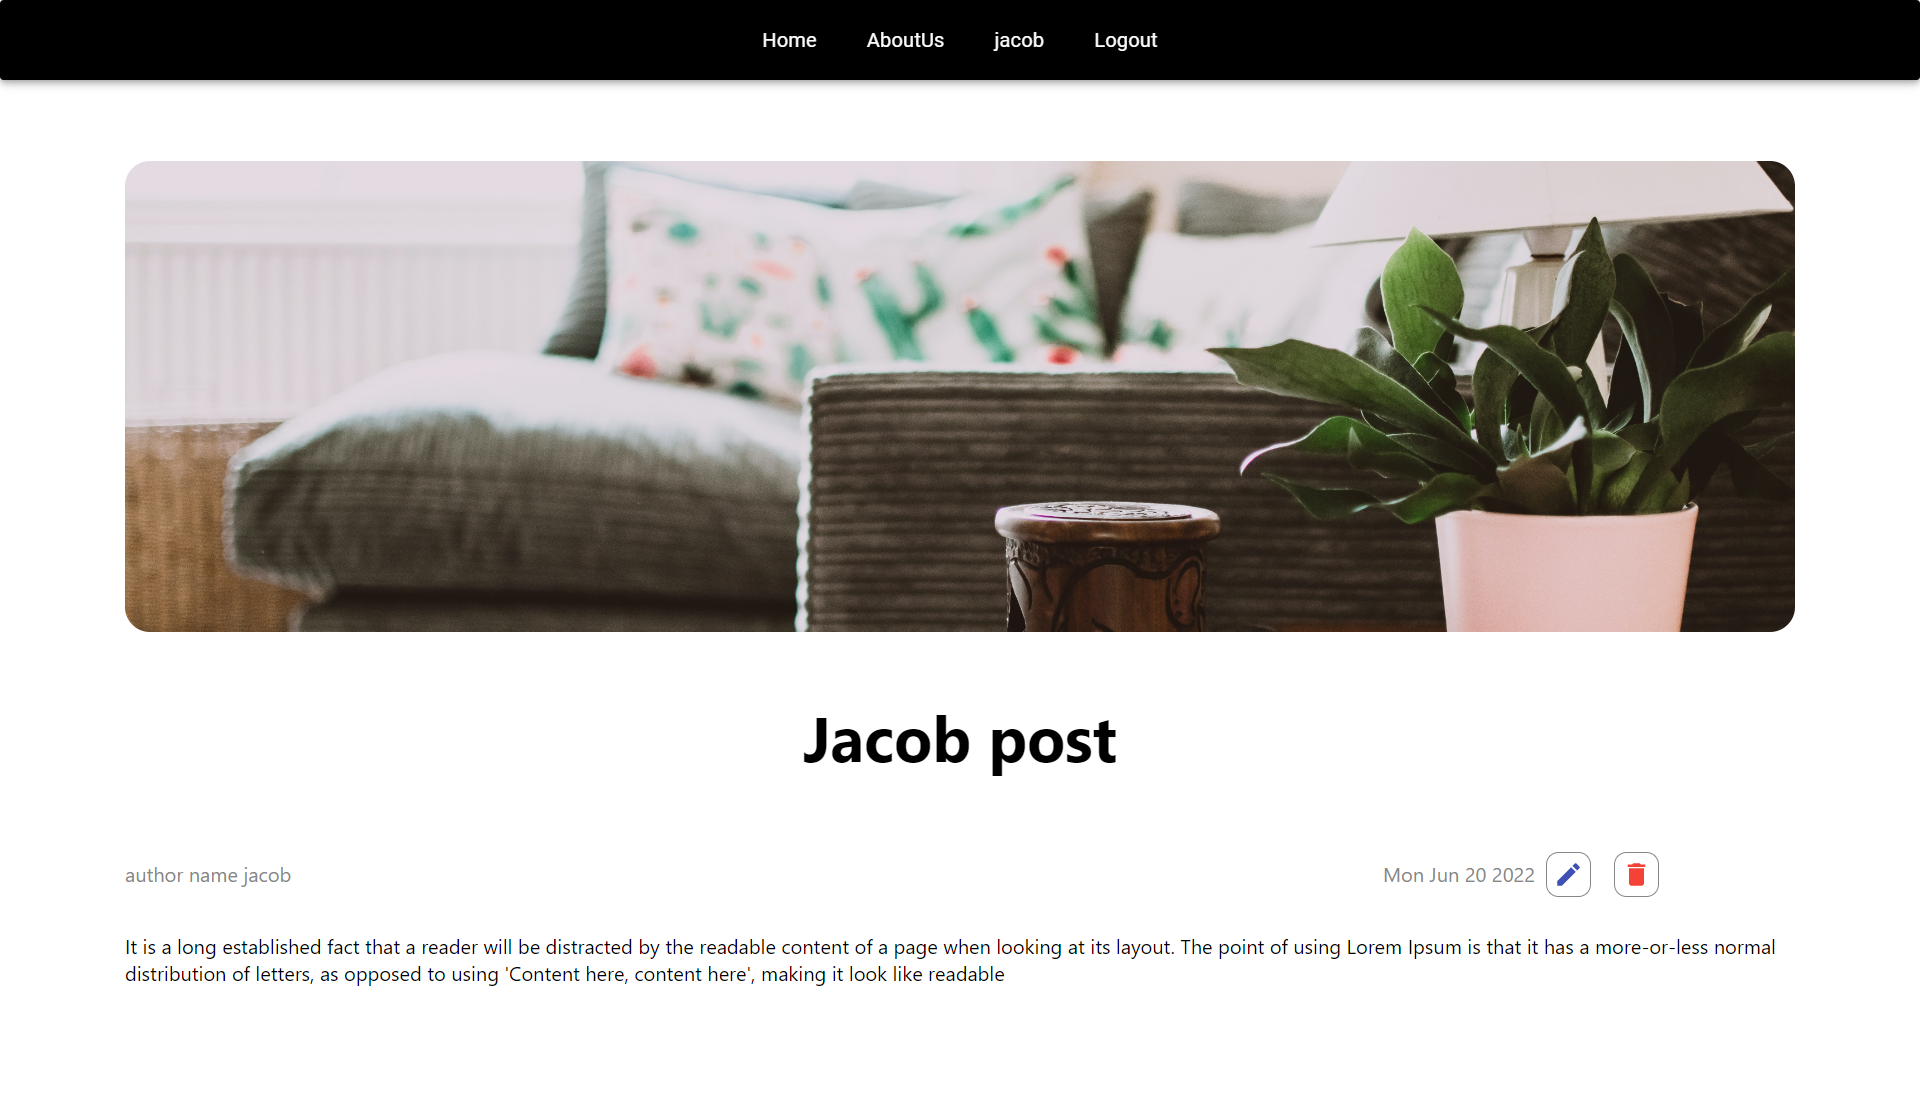 Home AboutUs jacob Logout
Jacob post
author name jacob Mon Jun 20 2022
It is a long established fact that a reader will be distracted by the readable content of a page when looking at its layout. The point of using Lorem Ipsum is that it has a more-or-less normal
distribution of letters, as opposed to using 'Content here, content here', making it look like readable